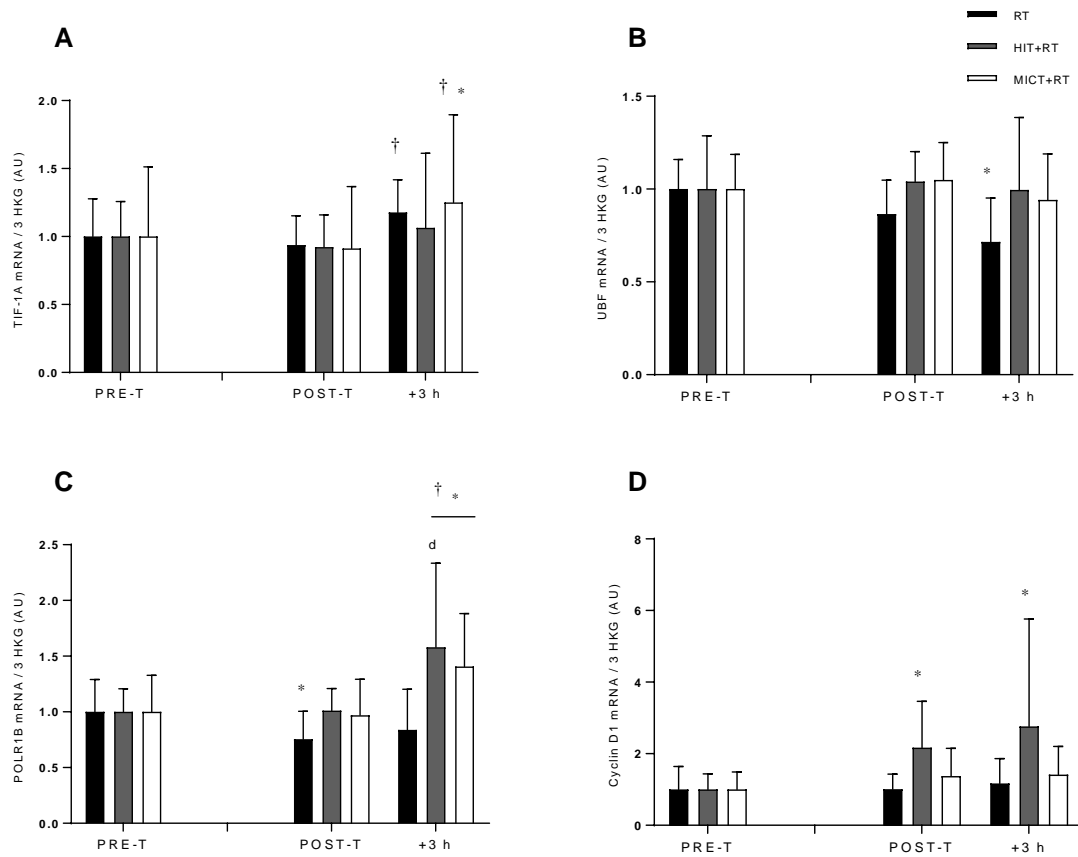 RT
HIT+RT
MICT+RT
A
† *
†
2.0
1.5
1.0
0.5
0.0
TIF-1A mRNA / 3 HKG (AU)
PRE-T POST-T +3 h
B
*
1.5
1.0
0.5
0.0
UBF mRNA / 3 HKG (AU)
PRE-T POST-T +3 h
C
† *
d
*
2.5
2.0
1.5
1.0
0.5
0.0
POLR1B mRNA / 3 HKG (AU)
PRE-T POST-T +3 h
D
*
*
8
6
4
2
0
Cyclin D1 mRNA / 3 HKG (AU)
PRE-T POST-T +3 h